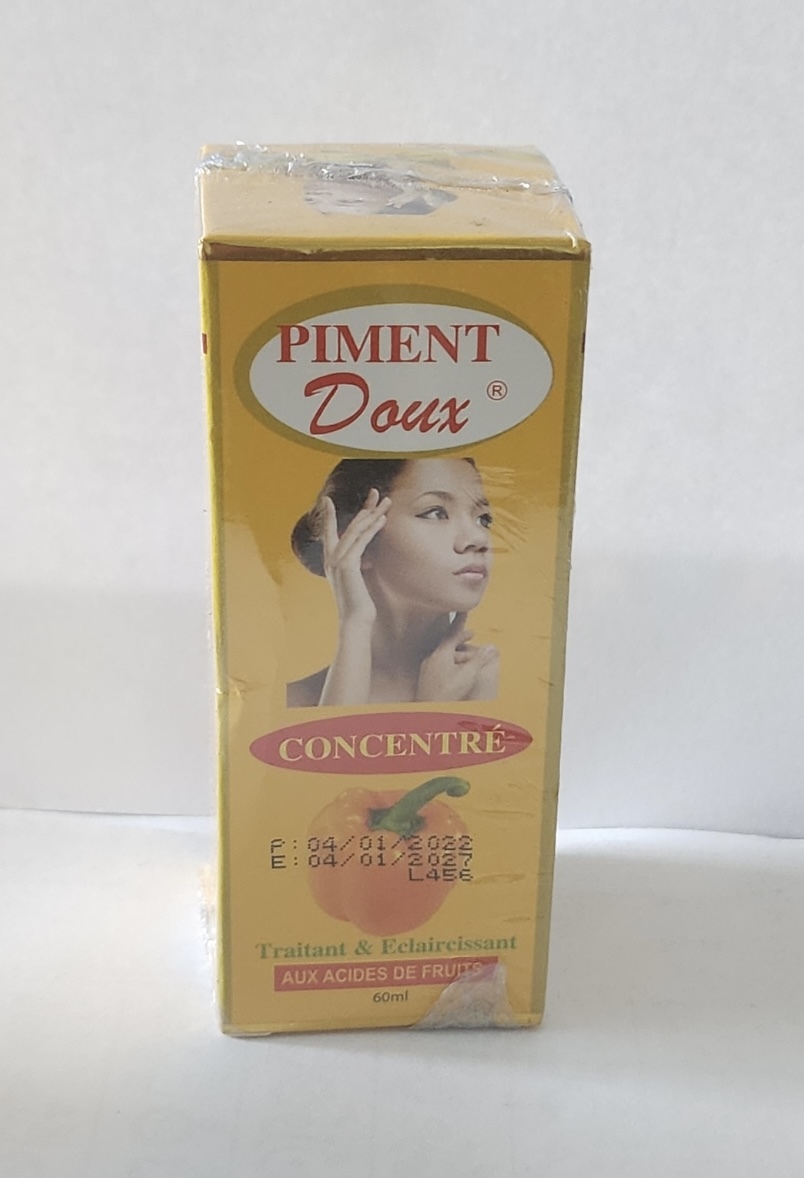 PIMENT
Doux ®
CONCENTRÉ
P: 04/01/2022
E: 04/01/2027
L456
Traitant & Eclaircissant
AUX ACIDES DE FRUITS
60ml